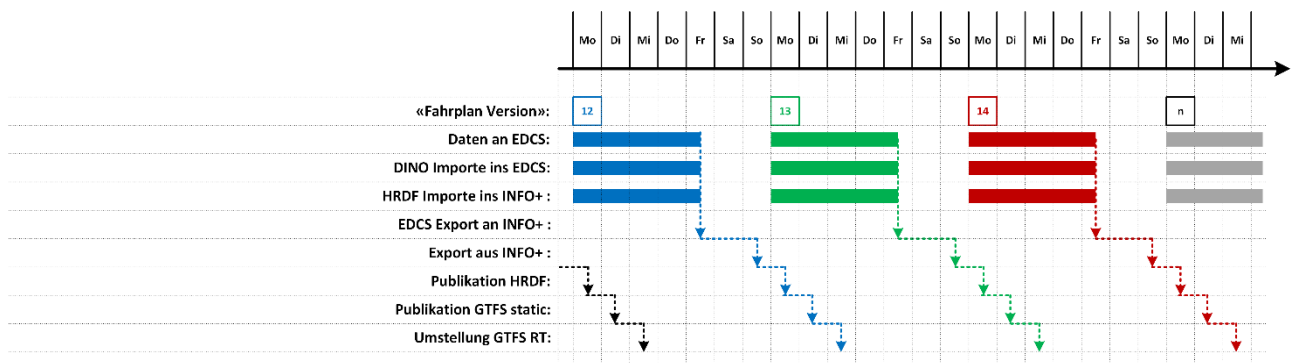 Mo Di Mi Do Fr Sa So Mo Di Mi Do Fr Sa So Mo Di Mi Do Fr Sa So Mo Di Mi
«Fahrplan Version»: 12 13 14 n
Daten an EDCS:
DINO Importe ins EDCS:
HRDF Importe ins INFO+ :
EDCS Export an INFO+ :
Export aus INFO+ :
Publikation HRDF:
Publikation GTFS static:
Umstellung GTFS RT: